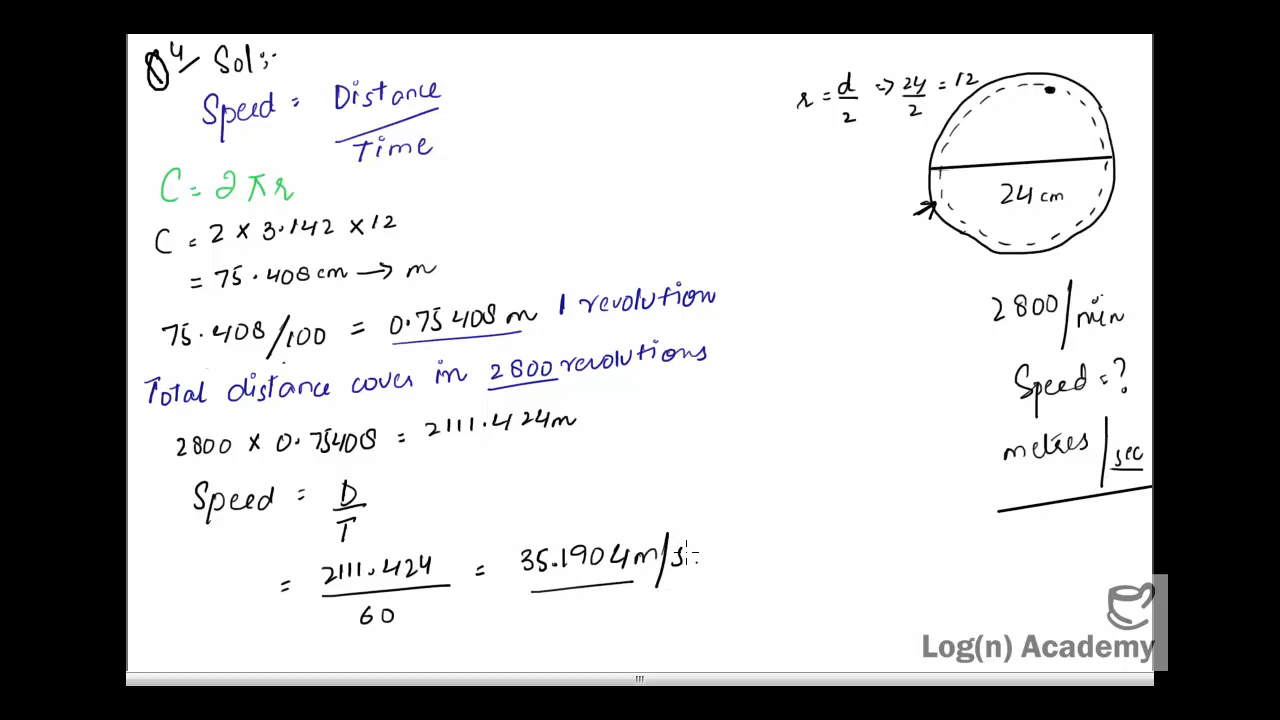 Q4/ Sol:-
Speed = Distance / Time
C = 2πr
C = 2 × 3.142 × 12
= 75.408 cm → m
75.408/100 = 0.75408 m 1 revolution
Total distance cover in 2800 revolutions
2800 × 0.75408 = 2111.424m
Speed = D / T
= 2111.424 / 60 = 35.1904 m/s
r = d/2 => 24/2 = 12
24 cm
2800/min
Speed = ?
metres/sec
Log(n) Academy